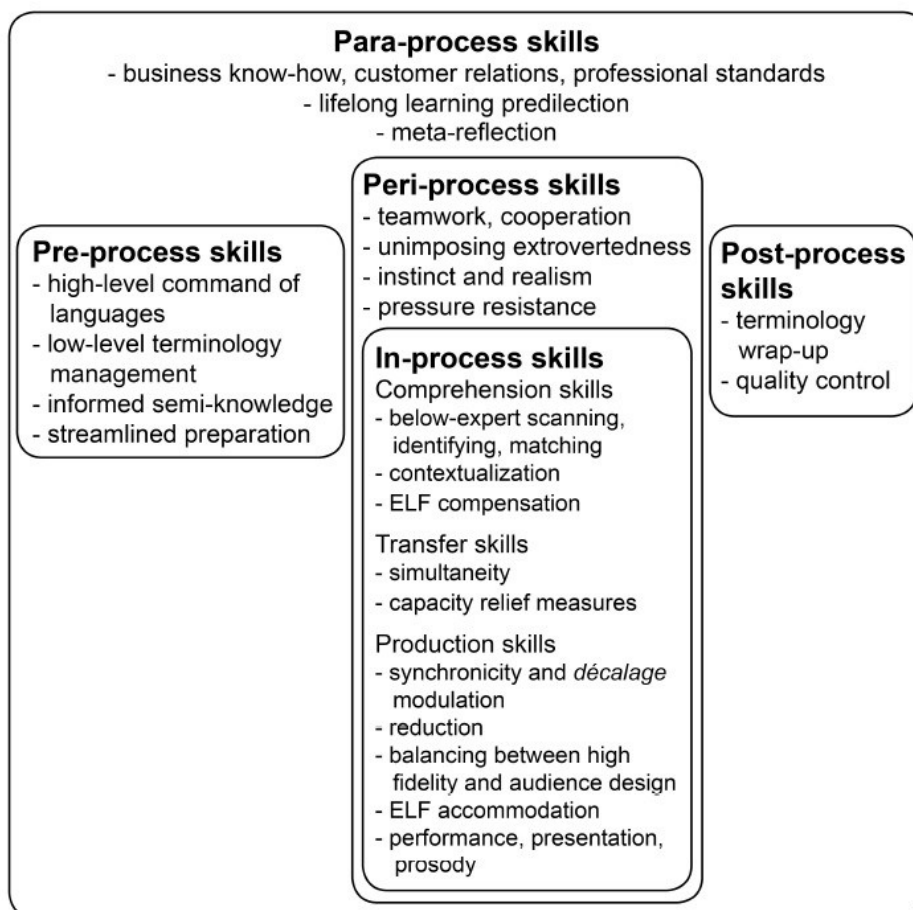 Para-process skills
- business know-how, customer relations, professional standards
- lifelong learning predilection
- meta-reflection
Pre-process skills
- high-level command of
languages
- low-level terminology
management
- informed semi-knowledge
- streamlined preparation
Peri-process skills
- teamwork, cooperation
- unimposing extrovertedness
- instinct and realism
- pressure resistance
In-process skills
Comprehension skills
- below-expert scanning,
identifying, matching
- contextualization
- ELF compensation
Transfer skills
- simultaneity
- capacity relief measures
Production skills
- synchronicity and décalage
modulation
- reduction
- balancing between high
fidelity and audience design
- ELF accommodation
- performance, presentation,
prosody
Post-process
skills
- terminology
wrap-up
- quality control